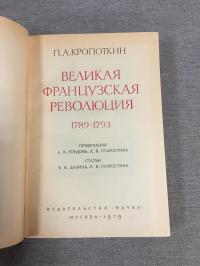 П.А.КРОПОТКИН
ВЕЛИКАЯ
ФРАНЦУЗСКАЯ
РЕВОЛЮЦИЯ
1789-1793
ПРИМЕЧАНИЯ
А. В. ГОРДОНА, Е. В. СТАРОСТИНА
СТАТЬИ
В. М. ДАЛИНА, Е. В. СТАРОСТИНА
ИЗДАТЕЛЬСТВО «НАУКА»
МОСКВА - 1979